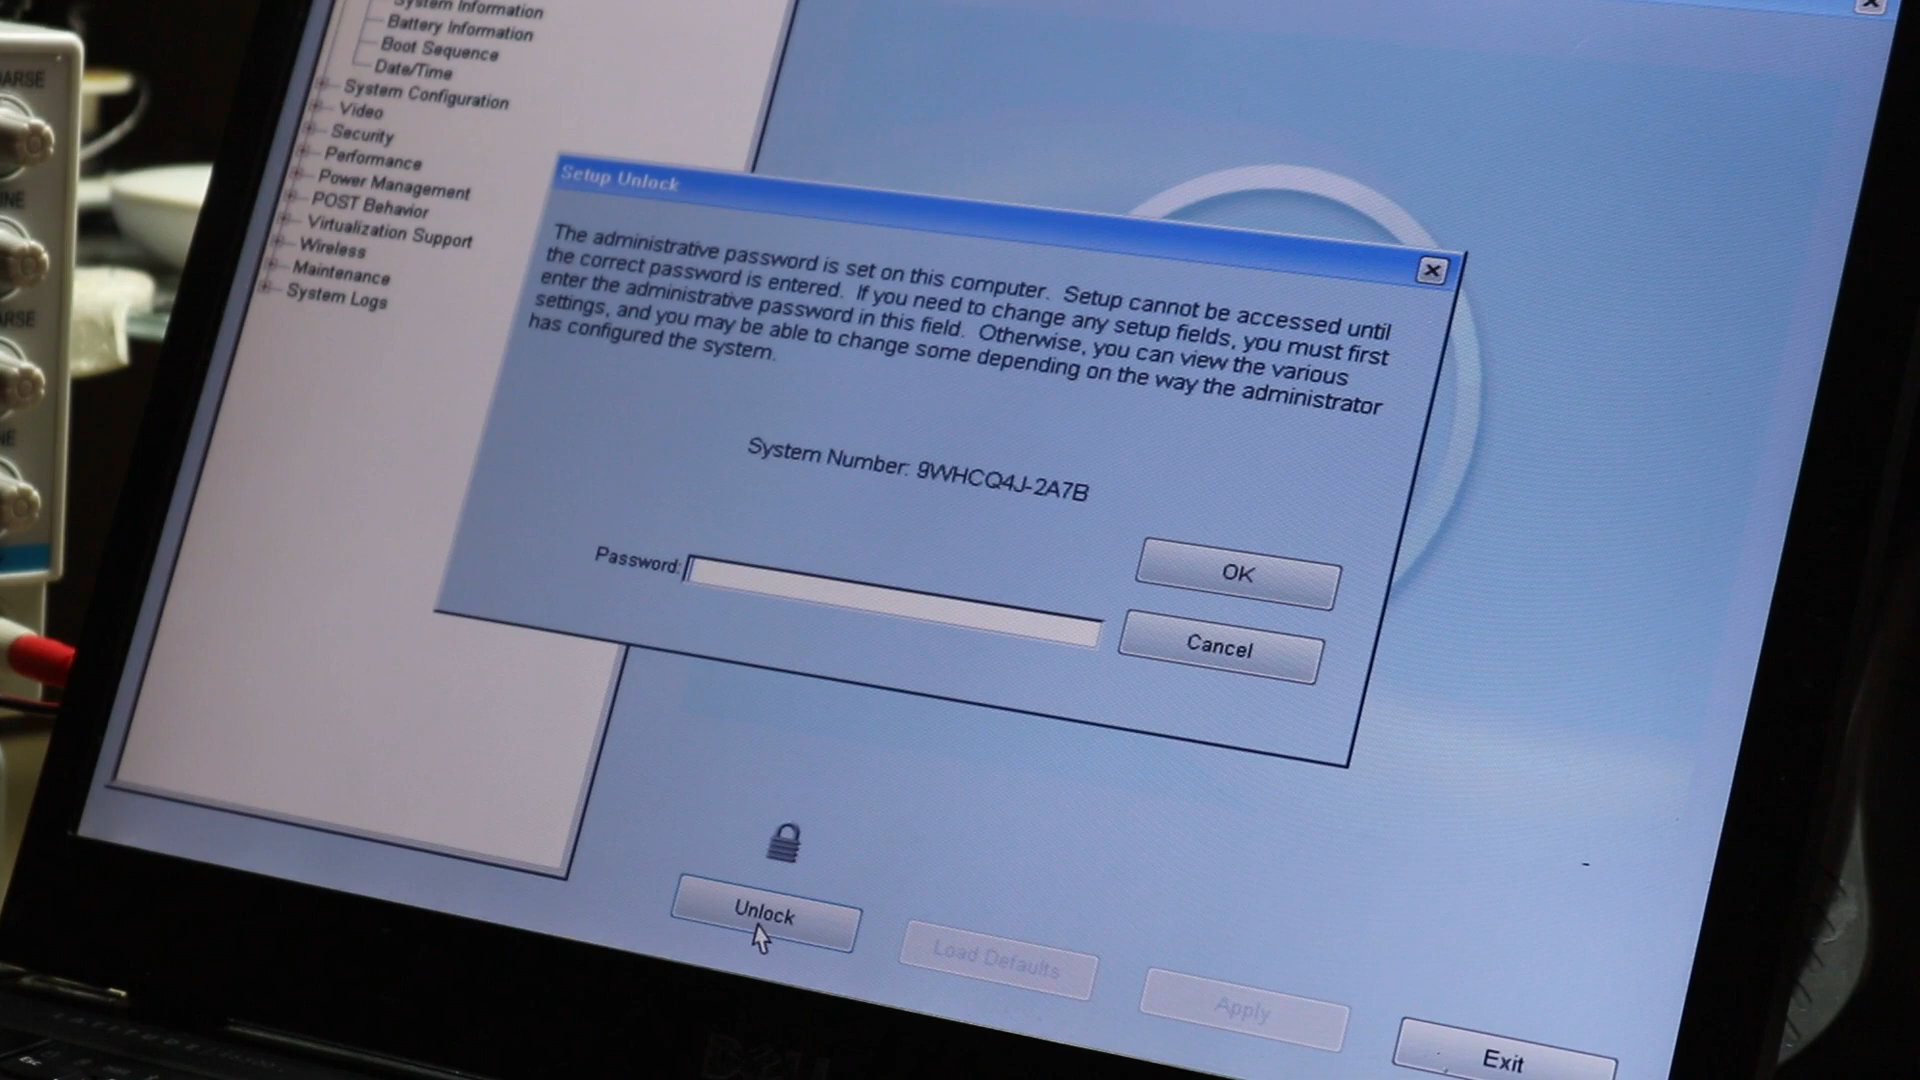 System Information
Battery Information
Boot Sequence
Date/Time
System Configuration
Video
Security
Performance
Power Management
POST Behavior
Virtualization Support
Wireless
Maintenance
System Logs
Setup Unlock
The administrative password is set on this computer. Setup cannot be accessed until
the correct password is entered. If you need to change any setup fields, you must first
enter the administrative password in this field. Otherwise, you can view the various
settings, and you may be able to change some depending on the way the administrator
has configured the system.
System Number: 9WHCQ4J-2A7B
Password:
OK
Cancel
Unlock
Load Defaults
Apply
Exit
DELL
Esc